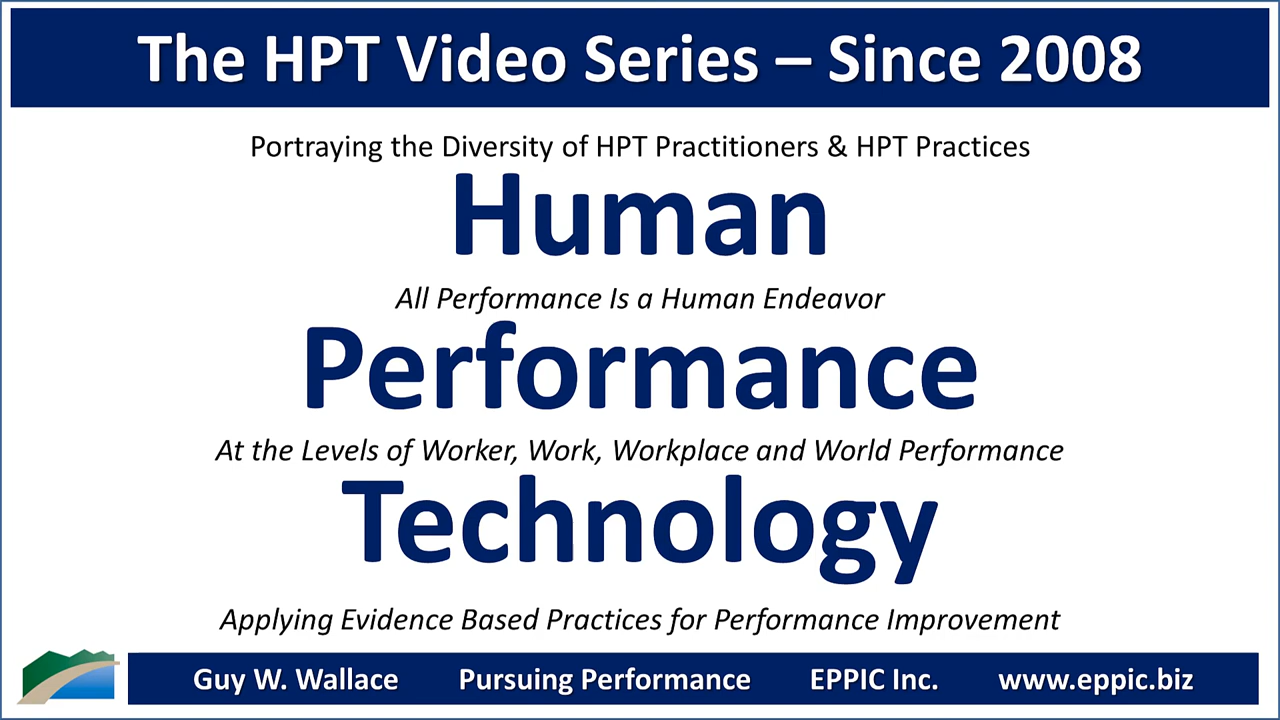 The HPT Video Series – Since 2008
Portraying the Diversity of HPT Practitioners & HPT Practices
Human
All Performance Is a Human Endeavor
Performance
At the Levels of Worker, Work, Workplace and World Performance
Technology
Applying Evidence Based Practices for Performance Improvement
Guy W. Wallace Pursuing Performance EPPIC Inc. www.eppic.biz